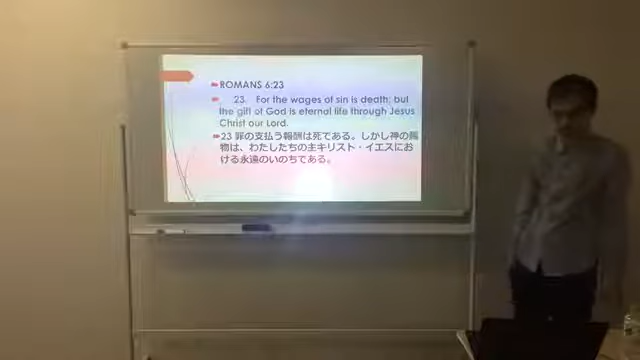 ROMANS 6:23
23 For the wages of sin is death; but
the gift of God is eternal life through Jesus
Christ our Lord.
23 罪の支払う報酬は死である。しかし神の賜
物は、わたしたちの主キリスト・イエスにお
ける永遠のいのちである。